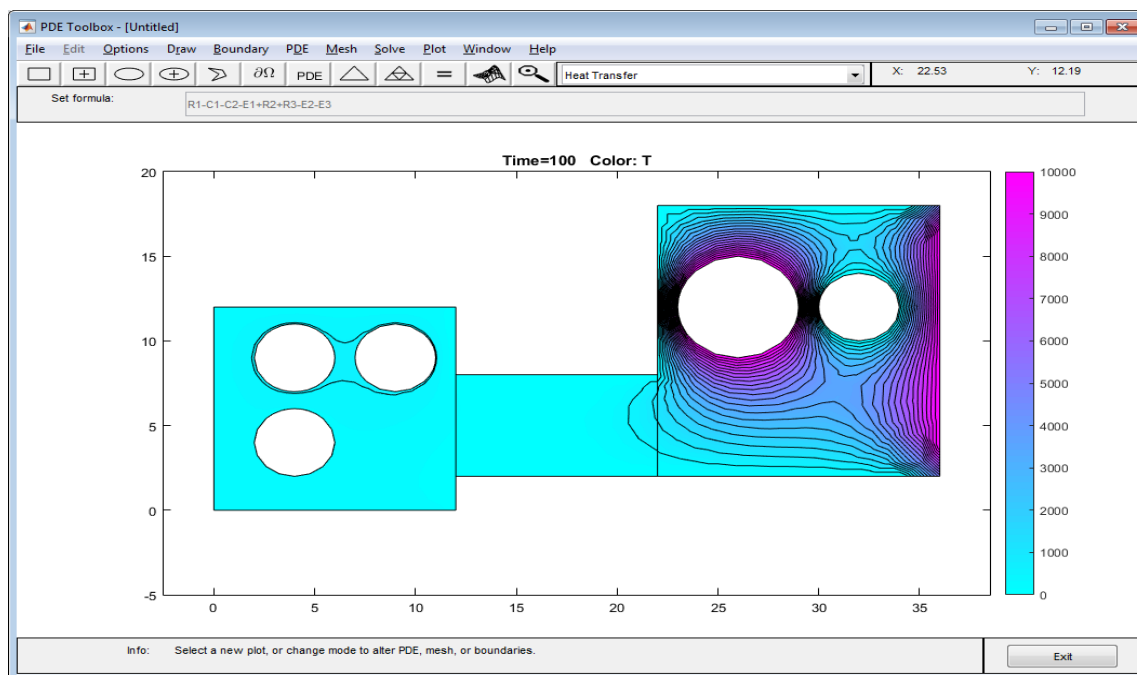 PDE Toolbox - [Untitled]
File Edit Options Draw Boundary PDE Mesh Solve Plot Window Help
∂Ω PDE = Heat Transfer X: 22.53 Y: 12.19
Set formula: R1-C1-C2-E1+R2+R3-E2-E3
Time=100 Color: T
20
15
10
5
0
-5
0 5 10 15 20 25 30 35
10000
9000
8000
7000
6000
5000
4000
3000
2000
1000
0
Info: Select a new plot, or change mode to alter PDE, mesh, or boundaries.
Exit